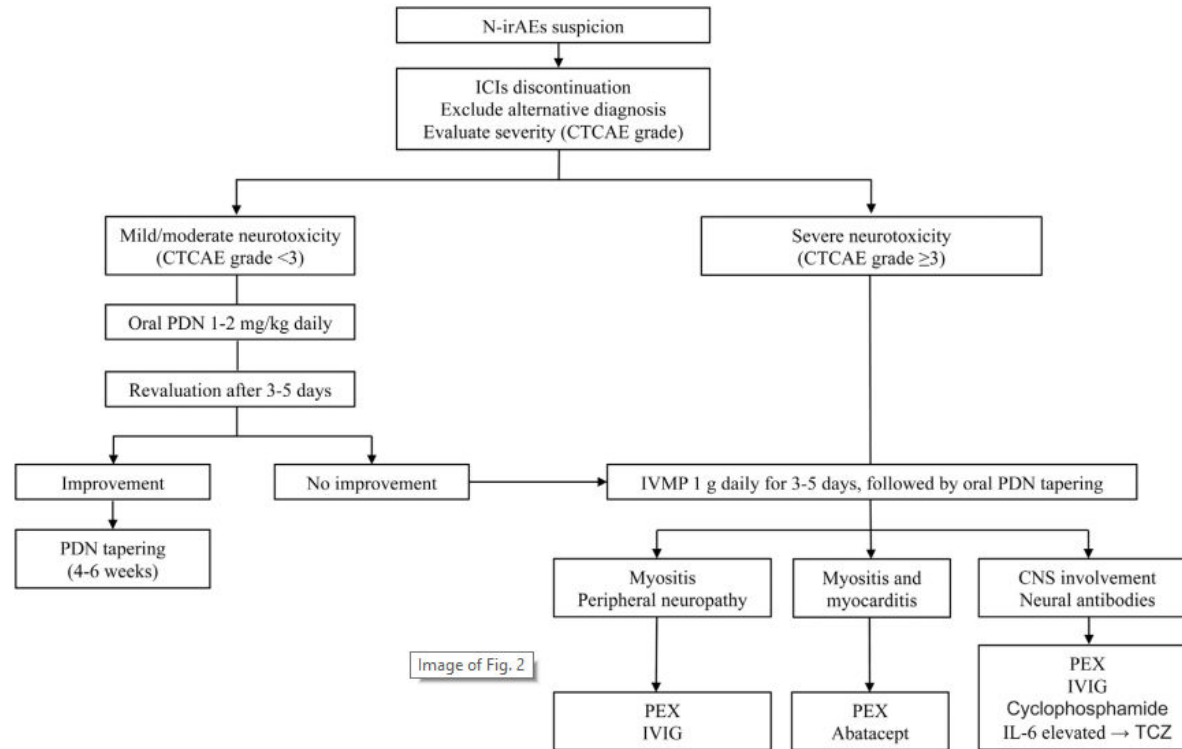 N-irAEs suspicion
ICIs discontinuation
Exclude alternative diagnosis
Evaluate severity (CTCAE grade)
Mild/moderate neurotoxicity
(CTCAE grade <3)
Severe neurotoxicity
(CTCAE grade ≥3)
Oral PDN 1-2 mg/kg daily
Revaluation after 3-5 days
Improvement
No improvement
IVMP 1 g daily for 3-5 days, followed by oral PDN tapering
PDN tapering
(4-6 weeks)
Myositis
Peripheral neuropathy
Myositis and
myocarditis
CNS involvement
Neural antibodies
Image of Fig. 2
PEX
IVIG
PEX
Abatacept
PEX
IVIG
Cyclophosphamide
IL-6 elevated → TCZ